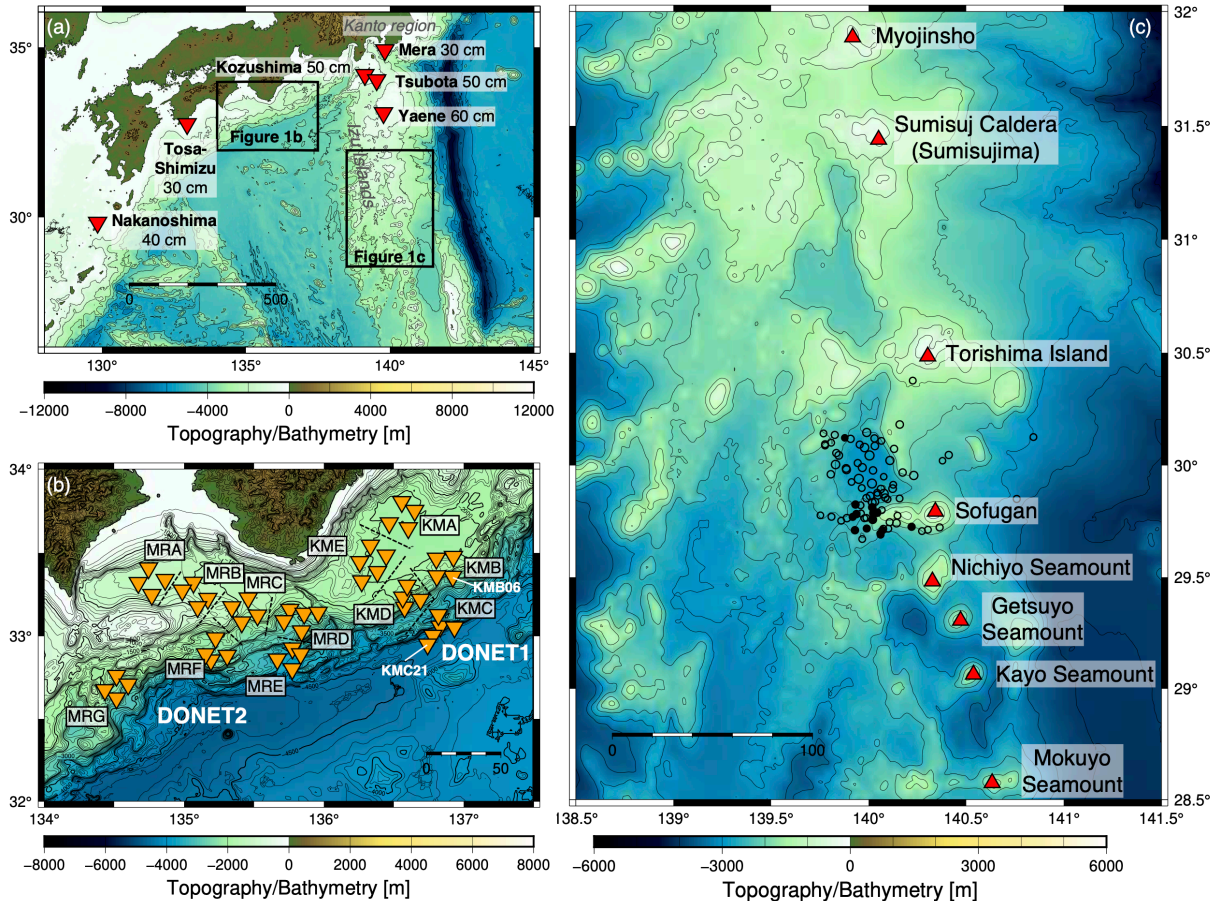 (a)
Kanto region
35°
30°
Mera 30 cm
Kozushima 50 cm
Tsubota 50 cm
Yaene 60 cm
Figure 1b
Izu Islands
Tosa-
Shimizu
30 cm
Nakanoshima
40 cm
Figure 1c
0 500
130° 135° 140° 145°
−12000 −8000 −4000 0 4000 8000 12000
Topography/Bathymetry [m]
(b)
34°
33°
32°
KMA
KME
MRA
MRB
MRC
KMB
KMB06
KMD
KMC
MRD
MRF
KMC21
DONET1
MRE
MRG
DONET2
0 50
134° 135° 136° 137°
−8000 −6000 −4000 −2000 0 2000 4000 6000 8000
Topography/Bathymetry [m]
(c)
32°
31.5°
31°
30.5°
30°
29.5°
29°
28.5°
Myojinsho
Sumisuj Caldera
(Sumisujima)
Torishima Island
Sofugan
Nichiyo Seamount
Getsuyo
Seamount
Kayo Seamount
Mokuyo
Seamount
0 100
138.5° 139° 139.5° 140° 140.5° 141° 141.5°
−6000 −3000 0 3000 6000
Topography/Bathymetry [m]